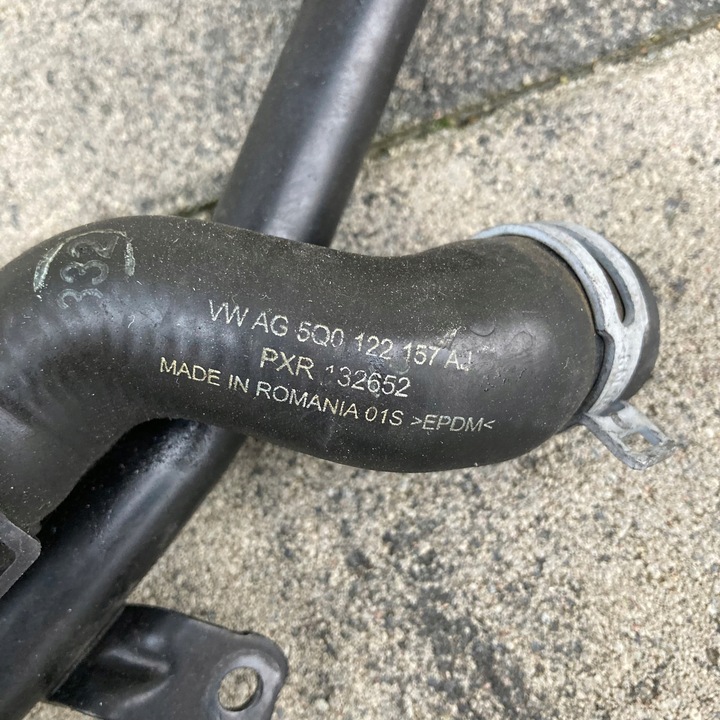 332
VW AG 5Q0 122 157 AJ
PXR 132652
MADE IN ROMANIA 01S >EPDM<